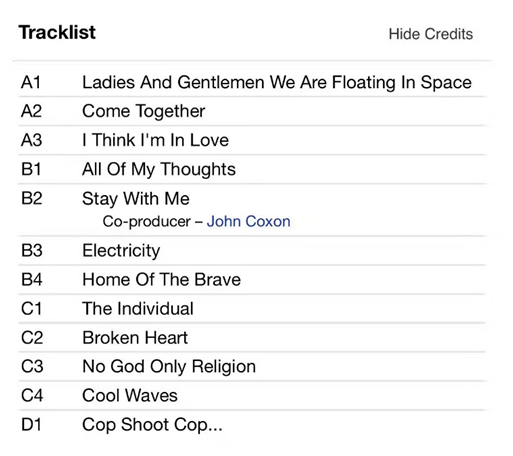 Tracklist Hide Credits
A1 Ladies And Gentlemen We Are Floating In Space
A2 Come Together
A3 I Think I'm In Love
B1 All Of My Thoughts
B2 Stay With Me
Co-producer – John Coxon
B3 Electricity
B4 Home Of The Brave
C1 The Individual
C2 Broken Heart
C3 No God Only Religion
C4 Cool Waves
D1 Cop Shoot Cop...